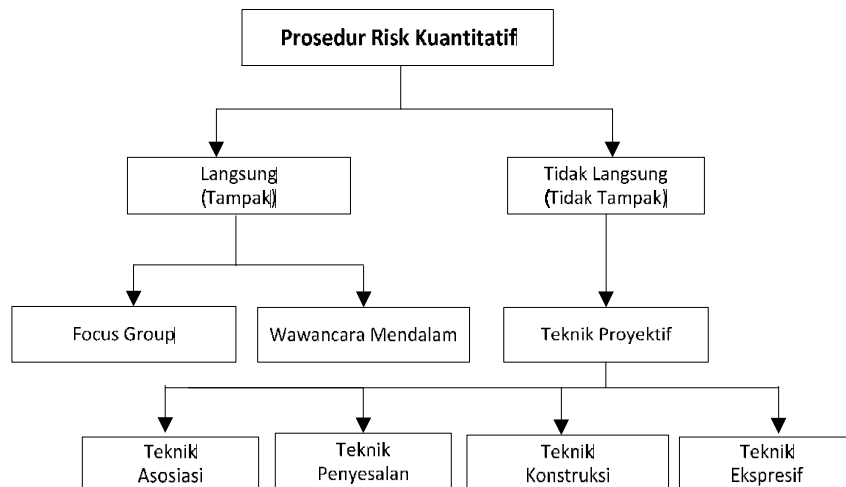 Prosedur Risk Kuantitatif
Langsung
(Tampak)
Tidak Langsung
(Tidak Tampak)
Focus Group
Wawancara Mendalam
Teknik Proyektif
Teknik
Asosiasi
Teknik
Penyesalan
Teknik
Konstruksi
Teknik
Ekspresif